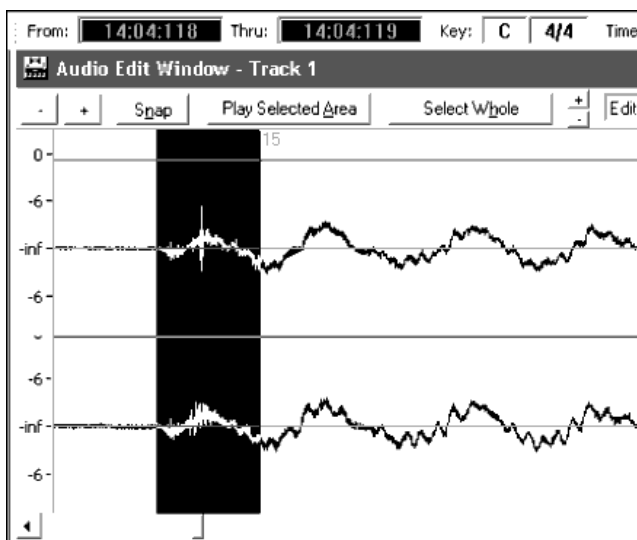 From: 14:04:118 Thru: 14:04:119 Key: C 4/4 Time
Audio Edit Window - Track 1
- + Snap Play Selected Area Select Whole + - Edit
15
0
-6
-inf
-6
-6
-inf
-6